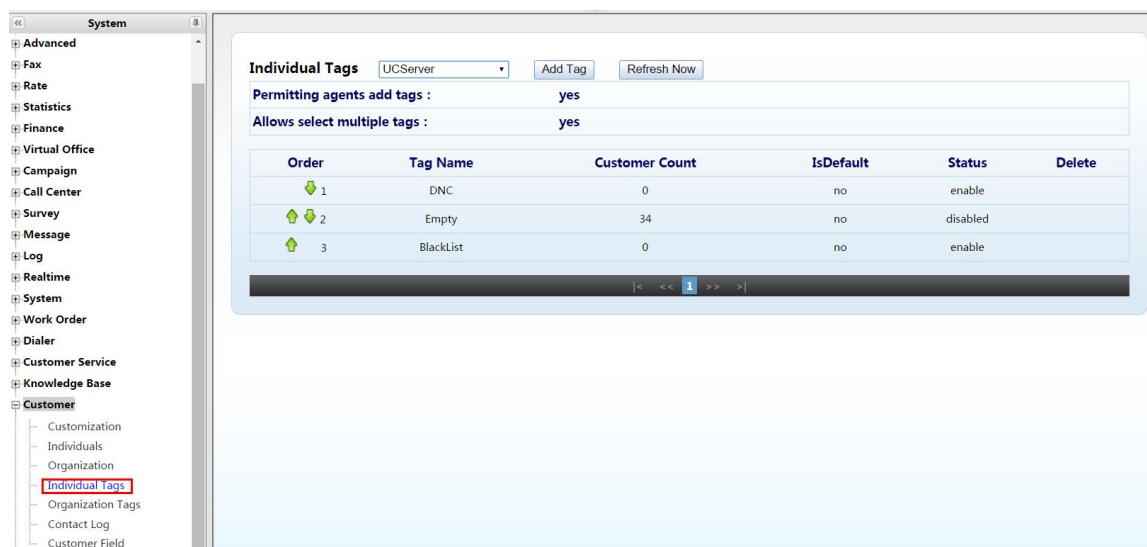 System
Advanced
Fax
Rate
Statistics
Finance
Virtual Office
Campaign
Call Center
Survey
Message
Log
Realtime
System
Work Order
Dialer
Customer Service
Knowledge Base
Customer
Customization
Individuals
Organization
Individual Tags
Organization Tags
Contact Log
Customer Field
Individual Tags UCServer Add Tag Refresh Now
Permitting agents add tags : yes
Allows select multiple tags : yes
Order Tag Name Customer Count IsDefault Status Delete
1 DNC 0 no enable
2 Empty 34 no disabled
3 BlackList 0 no enable
|< << 1 >> >|